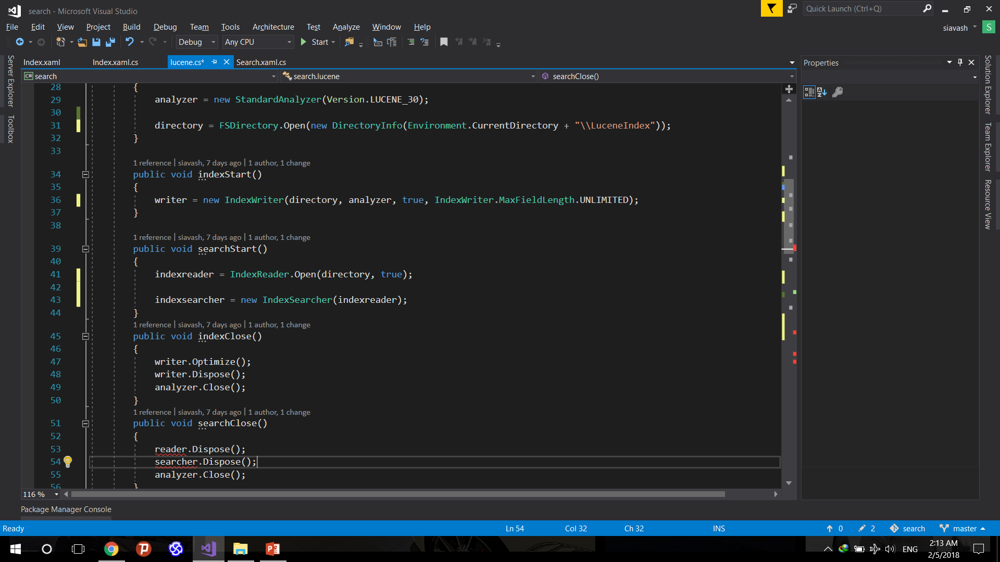 search - Microsoft Visual Studio
Quick Launch (Ctrl+Q)
File Edit View Project Build Debug Team Tools Architecture Test Analyze Window Help
siavash S
Debug Any CPU Start
Server Explorer
Toolbox
Index.xaml Index.xaml.cs lucene.cs* Search.xaml.cs
C# search search.lucene searchClose()
28 {
29 analyzer = new StandardAnalyzer(Version.LUCENE_30);
30
31 directory = FSDirectory.Open(new DirectoryInfo(Environment.CurrentDirectory + "\\LuceneIndex"));
32 }
33
1 reference | siavash, 7 days ago | 1 author, 1 change
34 public void indexStart()
35 {
36 writer = new IndexWriter(directory, analyzer, true, IndexWriter.MaxFieldLength.UNLIMITED);
37 }
38
1 reference | siavash, 7 days ago | 1 author, 1 change
39 public void searchStart()
40 {
41 indexreader = IndexReader.Open(directory, true);
42
43 indexsearcher = new IndexSearcher(indexreader);
44 }
1 reference | siavash, 7 days ago | 1 author, 1 change
45 public void indexClose()
46 {
47 writer.Optimize();
48 writer.Dispose();
49 analyzer.Close();
50 }
1 reference | siavash, 7 days ago | 1 author, 1 change
51 public void searchClose()
52 {
53 reader.Dispose();
54 searcher.Dispose();
55 analyzer.Close();
56 }
116 %
Properties
Solution Explorer
Team Explorer
Resource View
Package Manager Console
Ready Ln 54 Col 32 Ch 32 INS 0 2 search master
ENG
2:13 AM
2/5/2018